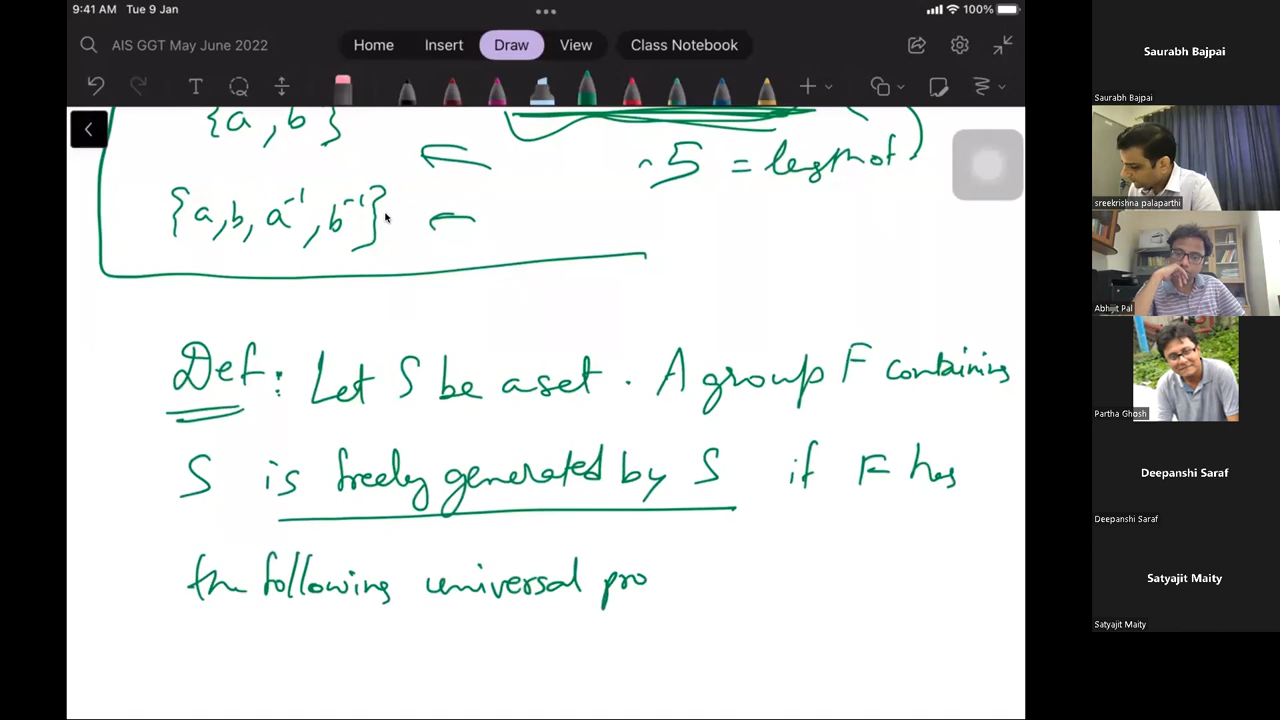 9:41 AM Tue 9 Jan
100%
AIS GGT May June 2022
Home Insert Draw View Class Notebook
{a, b}
5 = length of
{a, b, a⁻¹, b⁻¹}
Def: Let S be a set. A group F containing
S is freely generated by S if F has
the following universal pro
Saurabh Bajpai
Saurabh Bajpai
sreekrishna palaparthi
Abhijit Pal
Partha Ghosh
Deepanshi Saraf
Deepanshi Saraf
Satyajit Maity
Satyajit Maity